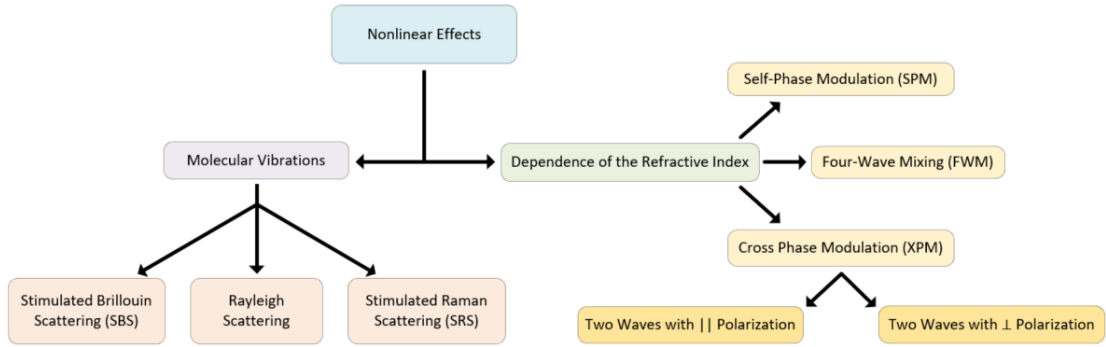 Nonlinear Effects
Self-Phase Modulation (SPM)
Molecular Vibrations
Dependence of the Refractive Index
Four-Wave Mixing (FWM)
Cross Phase Modulation (XPM)
Stimulated Brillouin
Scattering (SBS)
Rayleigh
Scattering
Stimulated Raman
Scattering (SRS)
Two Waves with || Polarization
Two Waves with ⊥ Polarization